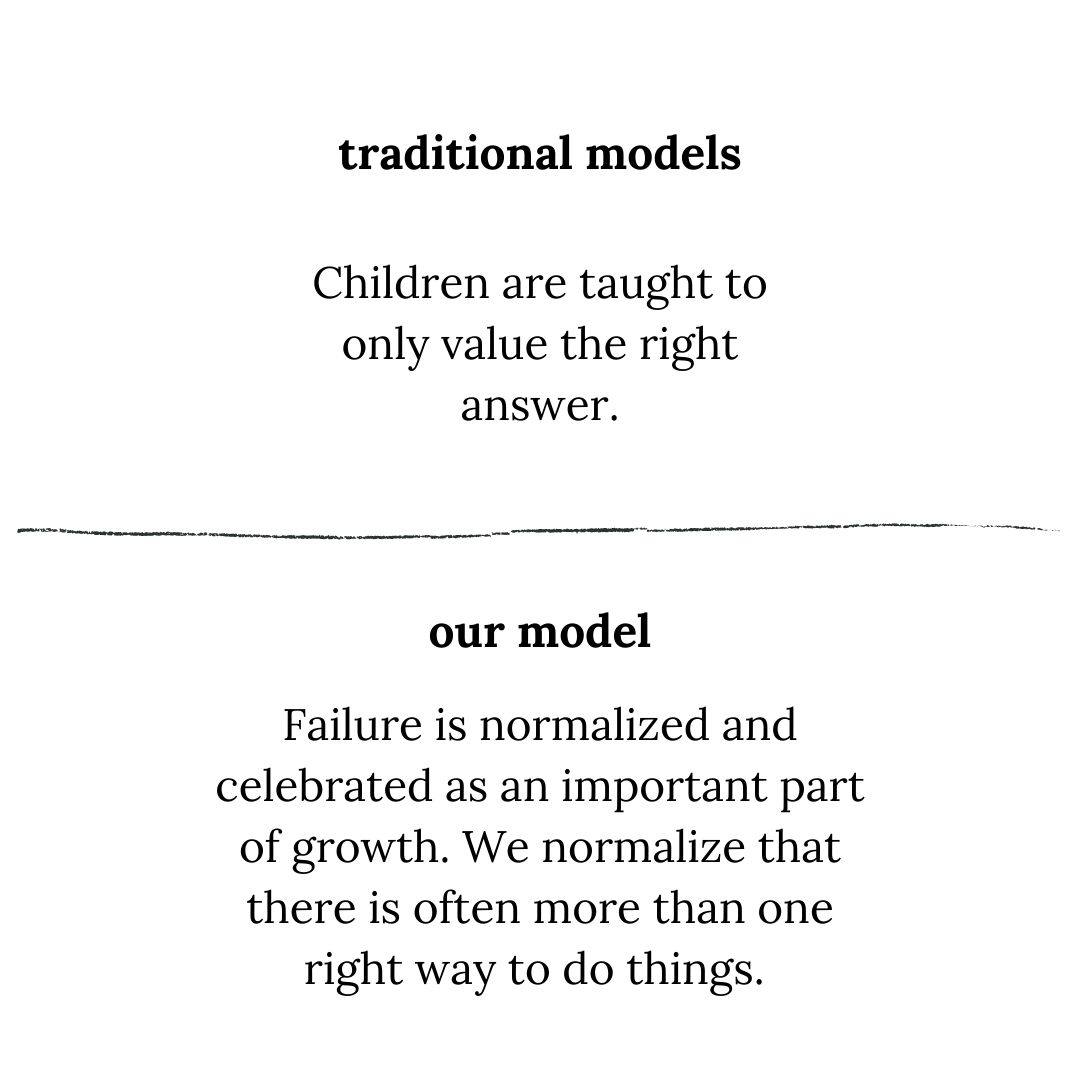 traditional models
Children are taught to
only value the right
answer.
our model
Failure is normalized and
celebrated as an important part
of growth. We normalize that
there is often more than one
right way to do things.